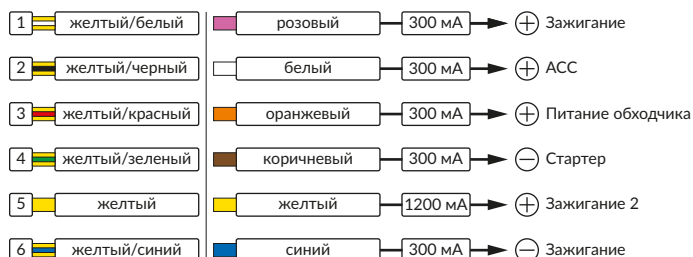 1 желтый/белый розовый 300 мА Зажигание
2 желтый/черный белый 300 мА АСС
3 желтый/красный оранжевый 300 мА Питание обходчика
4 желтый/зеленый коричневый 300 мА Стартер
5 желтый желтый 1200 мА Зажигание 2
6 желтый/синий синий 300 мА Зажигание